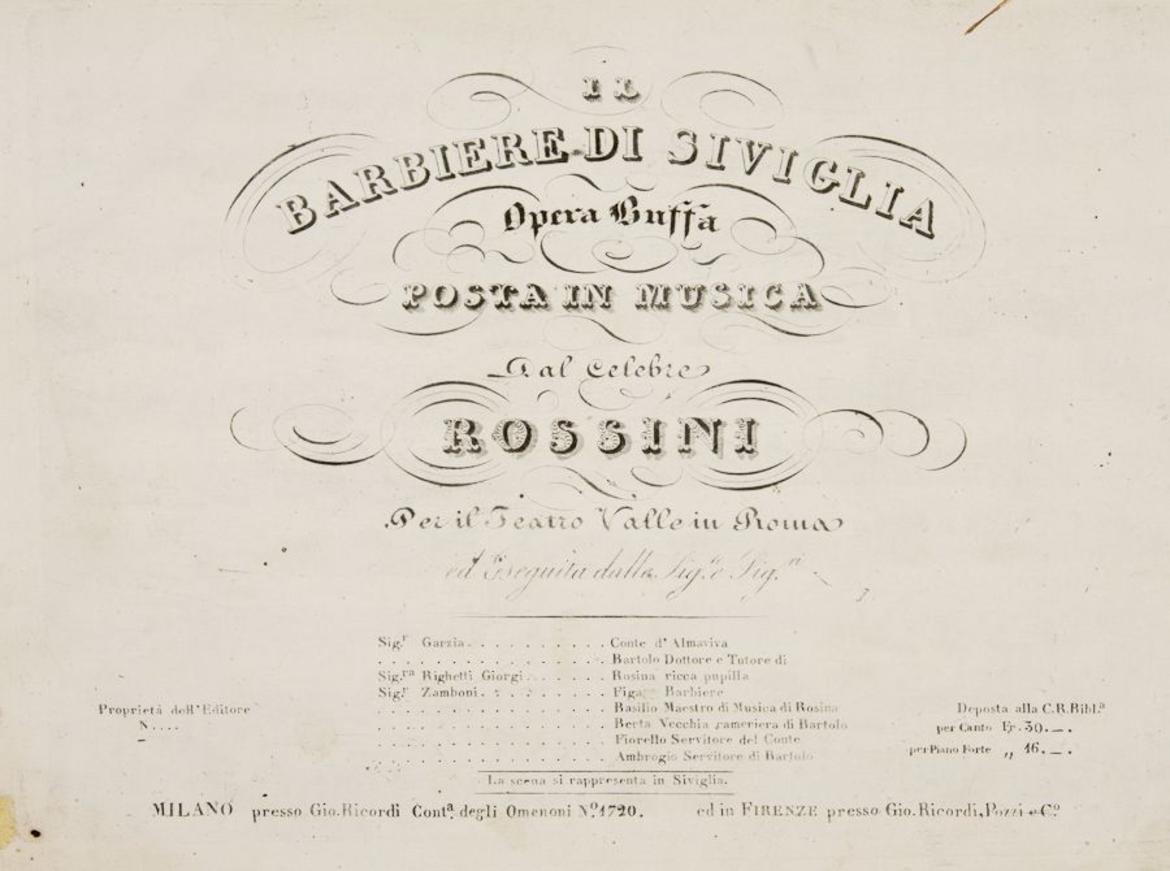 IL
BARBIERE DI SIVIGLIA
Opera Buffa
POSTA IN MUSICA
Dal Celebre
ROSSINI
Per il Teatro Valle in Roma
ed Eseguita dalle Sig.e e Sig.ri
Sig.r Garzia. . . . . . . . . . Conte d'Almaviva
. . . . . . . . . . . . . . . . Bartolo Dottore e Tutore di
Sig.ra Righetti Giorgi . . . . . . Rosina ricca pupilla
Sig.r Zamboni. . . . . . . . . Figa Barbiere
. . . . . . . . . . . . . . . . Basilio Maestro di Musica di Rosina
. . . . . . . . . . . . . . . . Berta Vecchia cameriera di Bartolo
. . . . . . . . . . . . . . . . Fiorello Servitore del Conte
. . . . . . . . . . . . . . . . Ambrogio Servitore di Bartolo
Proprietà dell'Editore
N. . . .
Deposta alla C.R.Bibl.a
per Canto Fr. 30._.
per Piano Forte „ 16._.
La scena si rappresenta in Siviglia.
MILANO presso Gio. Ricordi Cont.a degli Omenoni N.o 1720. ed in FIRENZE presso Gio. Ricordi, Pozzi e C.o